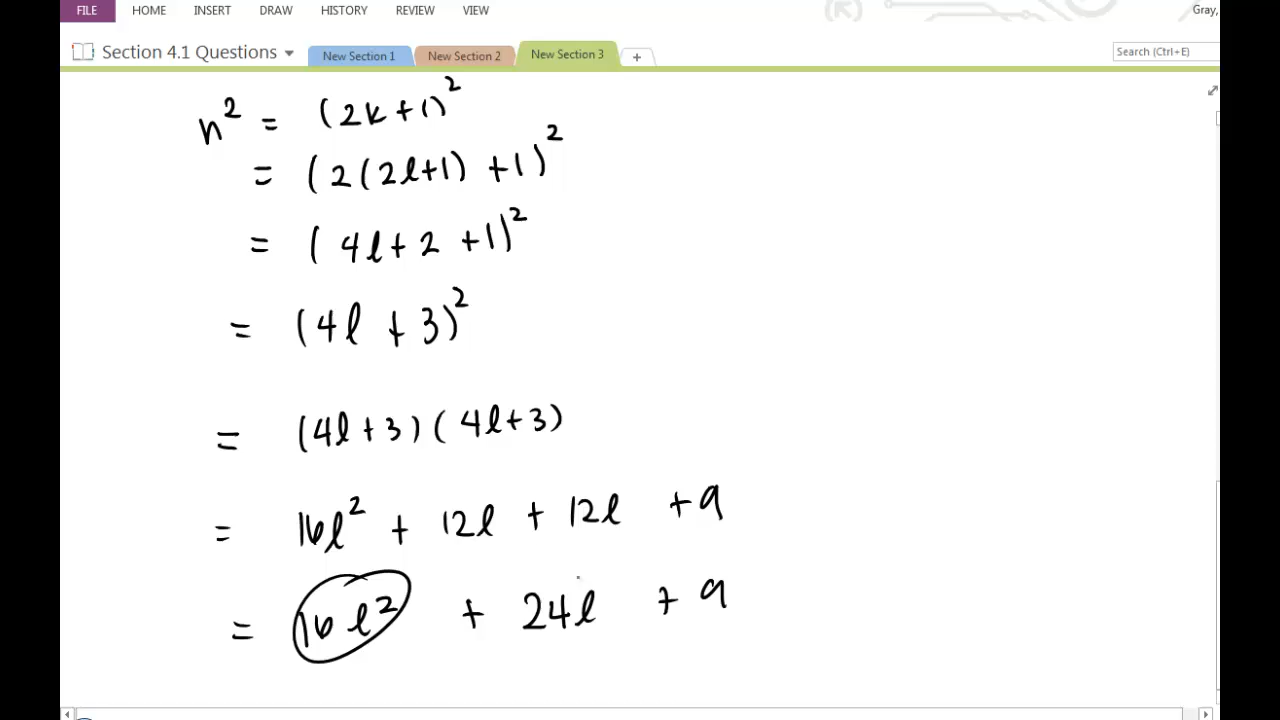 FILE HOME INSERT DRAW HISTORY REVIEW VIEW Gray,
Section 4.1 Questions New Section 1 New Section 2 New Section 3 + Search (Ctrl+E)
n² = (2k+1)²
= (2(2l+1) +1)²
= (4l+2 +1)²
= (4l + 3)²
= (4l+3)(4l+3)
= 16l² + 12l + 12l + 9
= 16l² + 24l + 9